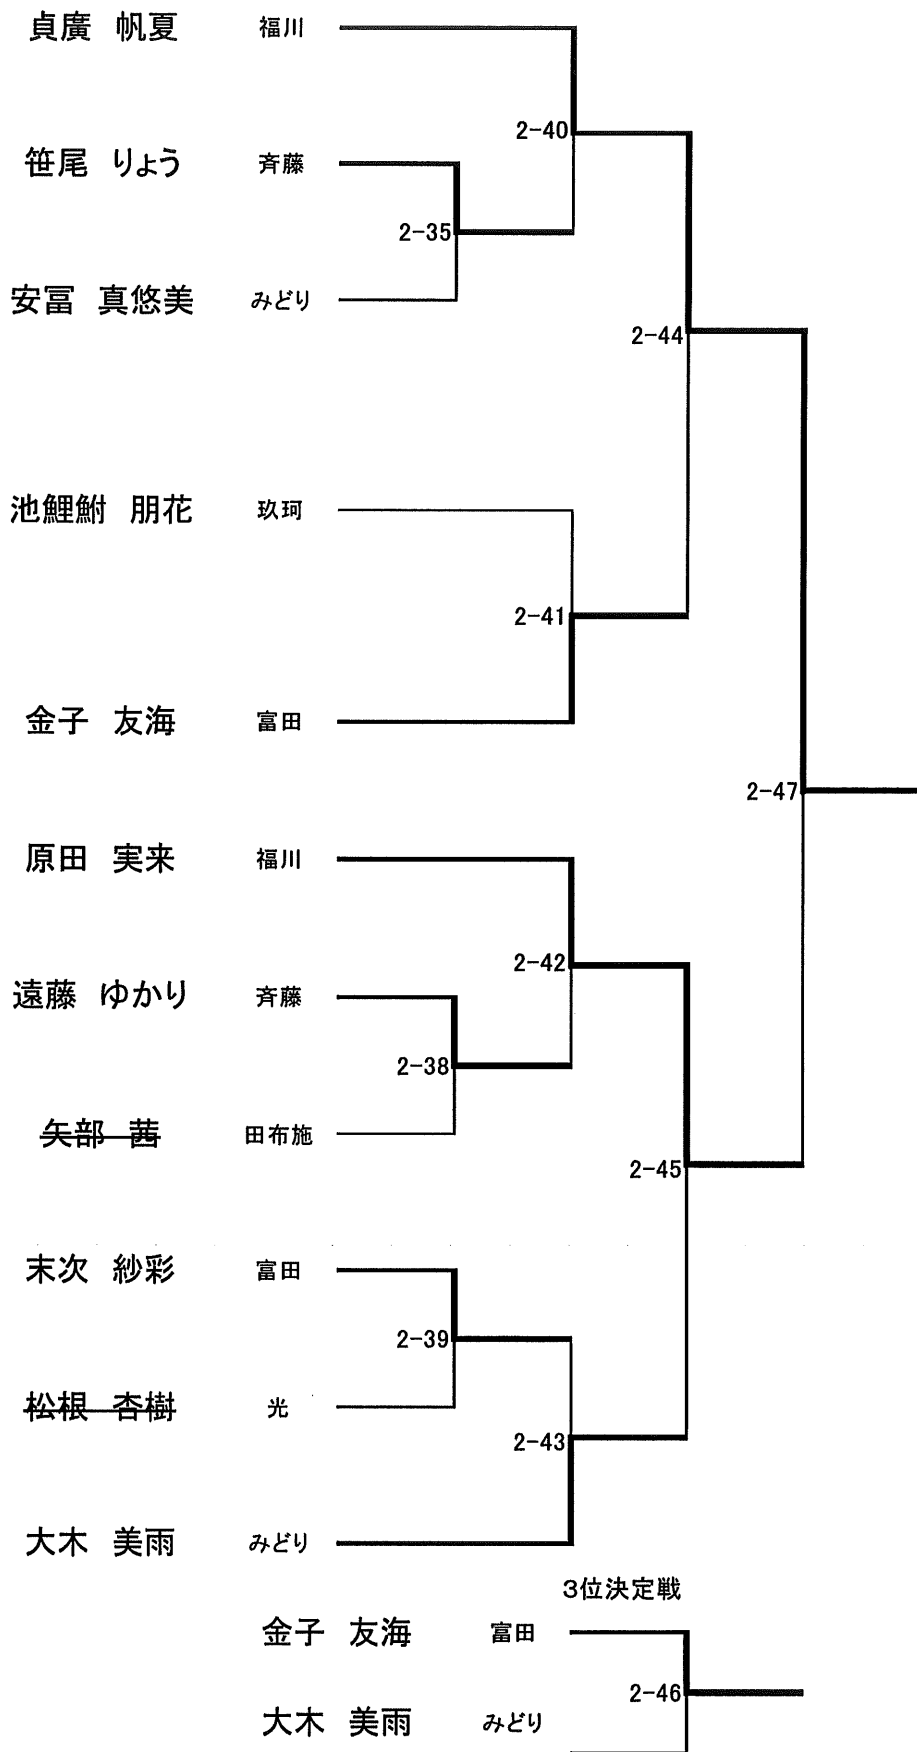 貞廣 帆夏 福川
2-40
笹尾 りょう 斉藤
2-35
安冨 真悠美 みどり
2-44
池鯉鮒 朋花 玖珂
2-41
金子 友海 富田
2-47
原田 実来 福川
2-42
遠藤 ゆかり 斉藤
2-38
矢部 茜 田布施
2-45
末次 紗彩 富田
2-39
松根 杏樹 光
2-43
大木 美雨 みどり
3位決定戦
金子 友海 富田
2-46
大木 美雨 みどり